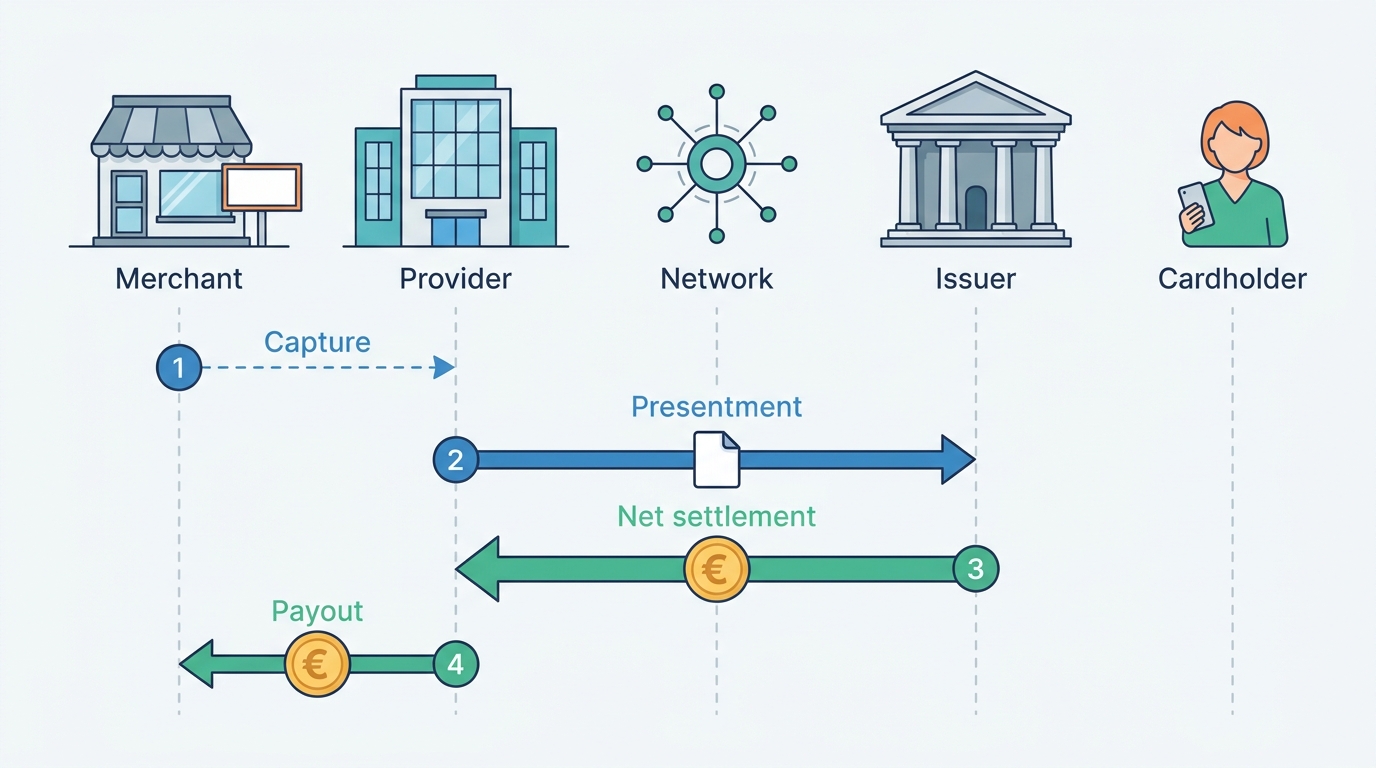 Merchant
Provider
Network
Issuer
Cardholder
Capture
1
Presentment
2
Net settlement
€
3
Payout
€
4